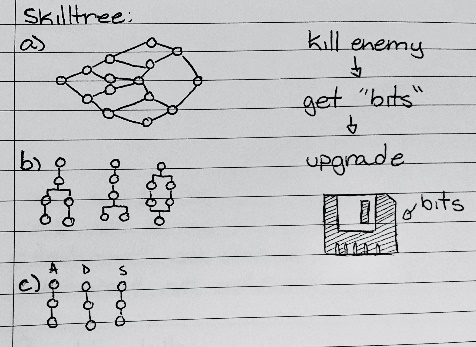 Skilltree:
a)
b)
c)
A D S
kill enemy
get "bits"
upgrade
bits